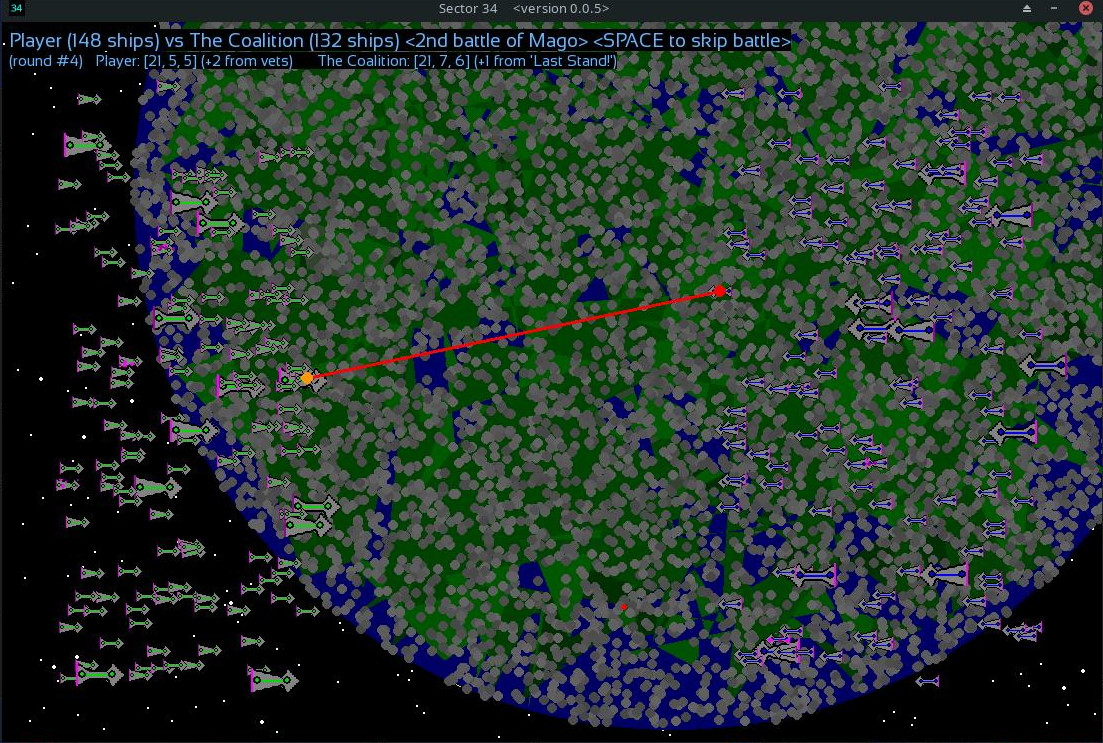 34
Sector 34 <version 0.0.5>
Player (148 ships) vs The Coalition (132 ships) <2nd battle of Mago> <SPACE to skip battle>
(round #4) Player: [21, 5, 5] (+2 from vets) The Coalition: [21, 7, 6] (+1 from 'Last Stand!')